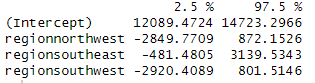 2.5 % 97.5 %
(Intercept) 12089.4724 14723.2966
regionnorthwest -2849.7709 872.1526
regionsoutheast -481.4805 3139.5343
regionsouthwest -2920.4089 801.5146